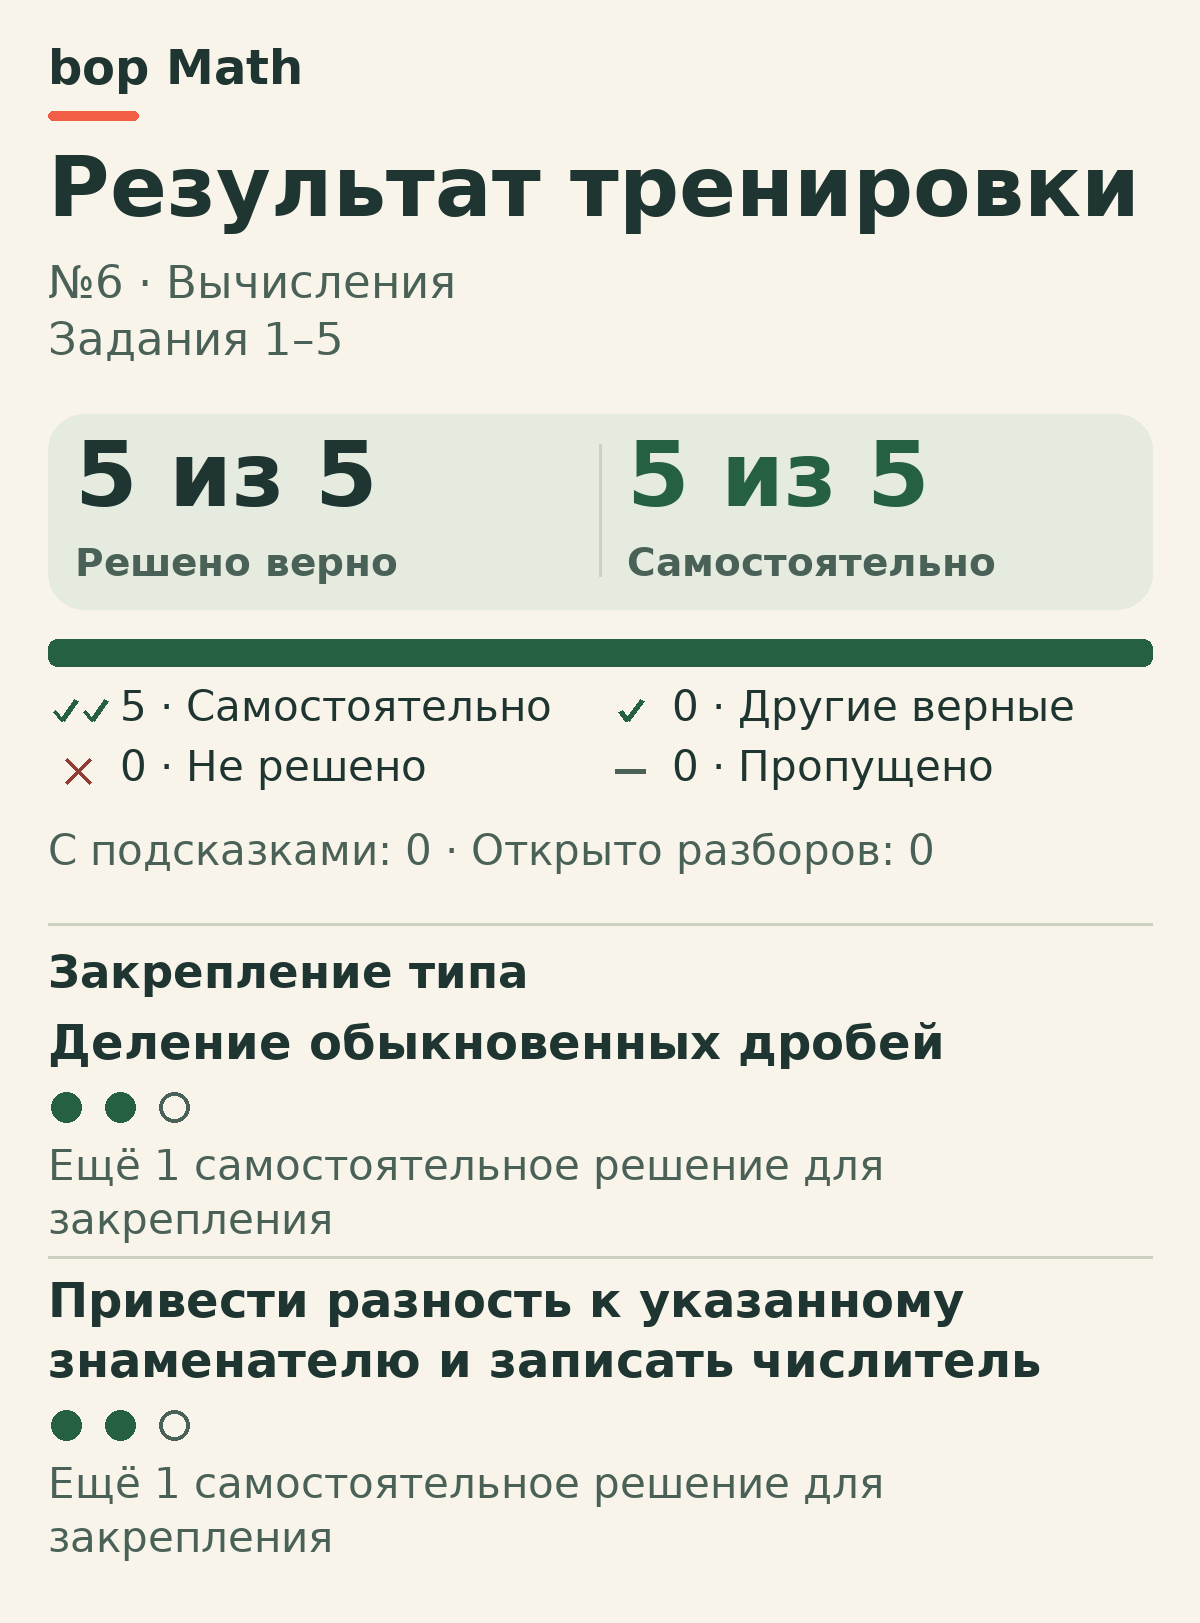 bop Math
Результат тренировки
№6 · Вычисления
Задания 1–5
5 из 5
Решено верно
5 из 5
Самостоятельно
5 · Самостоятельно
0 · Другие верные
0 · Не решено
0 · Пропущено
С подсказками: 0 · Открыто разборов: 0
Закрепление типа
Деление обыкновенных дробей
Ещё 1 самостоятельное решение для
закрепления
Привести разность к указанному
знаменателю и записать числитель
Ещё 1 самостоятельное решение для
закрепления